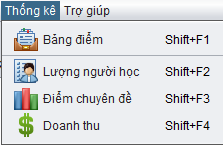 Thống kê Trợ giúp
Bảng điểm Shift+F1
Lượng người học Shift+F2
Điểm chuyên đề Shift+F3
Doanh thu Shift+F4